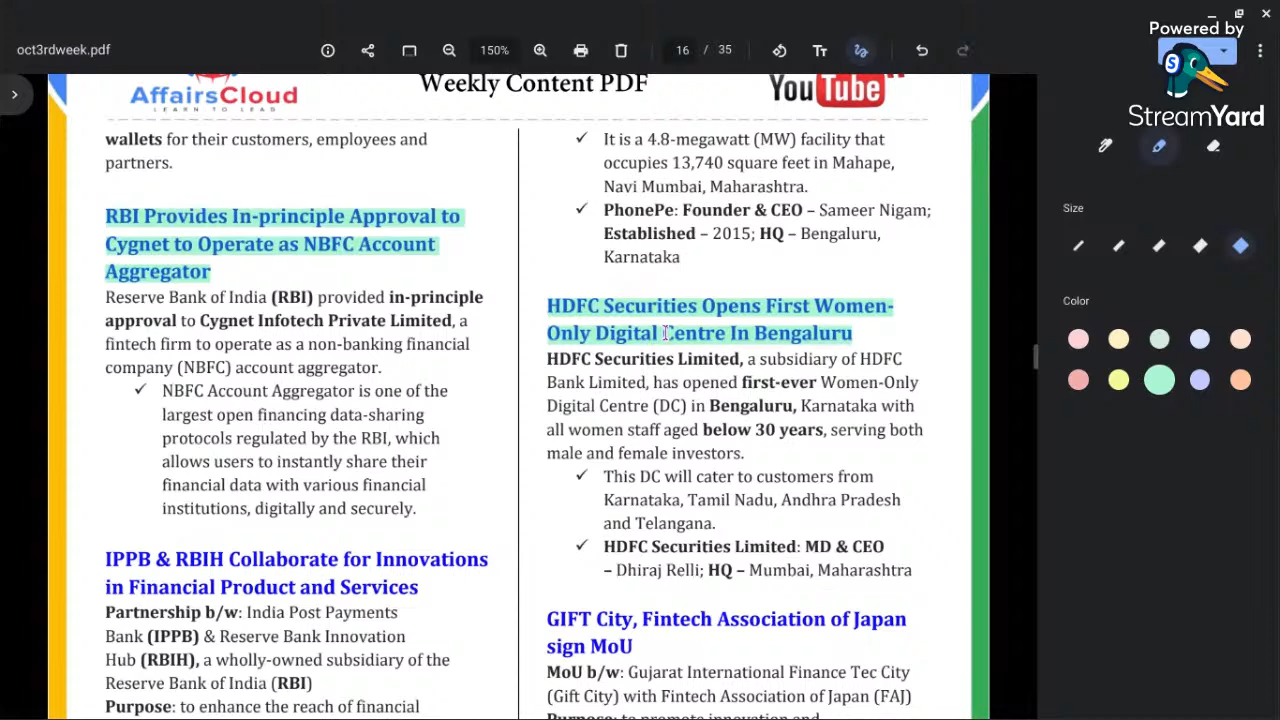 oct3rdweek.pdf
150%
16 / 35
Powered by
StreamYard
AffairsCloud
LEARN TO LEAD
Weekly Content PDF
YouTube
wallets for their customers, employees and
partners.
RBI Provides In-principle Approval to
Cygnet to Operate as NBFC Account
Aggregator
Reserve Bank of India (RBI) provided in-principle
approval to Cygnet Infotech Private Limited, a
fintech firm to operate as a non-banking financial
company (NBFC) account aggregator.
✓ NBFC Account Aggregator is one of the
largest open financing data-sharing
protocols regulated by the RBI, which
allows users to instantly share their
financial data with various financial
institutions, digitally and securely.
IPPB & RBIH Collaborate for Innovations
in Financial Product and Services
Partnership b/w: India Post Payments
Bank (IPPB) & Reserve Bank Innovation
Hub (RBIH), a wholly-owned subsidiary of the
Reserve Bank of India (RBI)
Purpose: to enhance the reach of financial
✓ It is a 4.8-megawatt (MW) facility that
occupies 13,740 square feet in Mahape,
Navi Mumbai, Maharashtra.
✓ PhonePe: Founder & CEO – Sameer Nigam;
Established – 2015; HQ – Bengaluru,
Karnataka
HDFC Securities Opens First Women-
Only Digital Centre In Bengaluru
HDFC Securities Limited, a subsidiary of HDFC
Bank Limited, has opened first-ever Women-Only
Digital Centre (DC) in Bengaluru, Karnataka with
all women staff aged below 30 years, serving both
male and female investors.
✓ This DC will cater to customers from
Karnataka, Tamil Nadu, Andhra Pradesh
and Telangana.
✓ HDFC Securities Limited: MD & CEO
– Dhiraj Relli; HQ – Mumbai, Maharashtra
GIFT City, Fintech Association of Japan
sign MoU
MoU b/w: Gujarat International Finance Tec City
(Gift City) with Fintech Association of Japan (FAJ)
Purpose: to promote innovation and
Size
Color